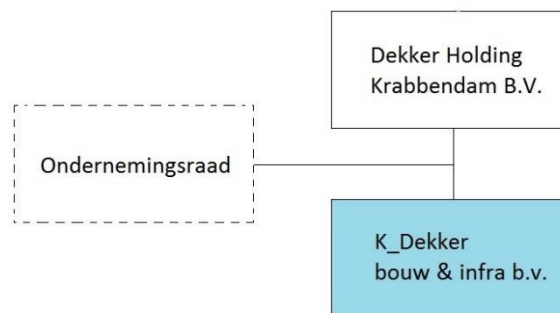 Dekker Holding
Krabbendam B.V.
Ondernemingsraad
K_Dekker
bouw & infra b.v.